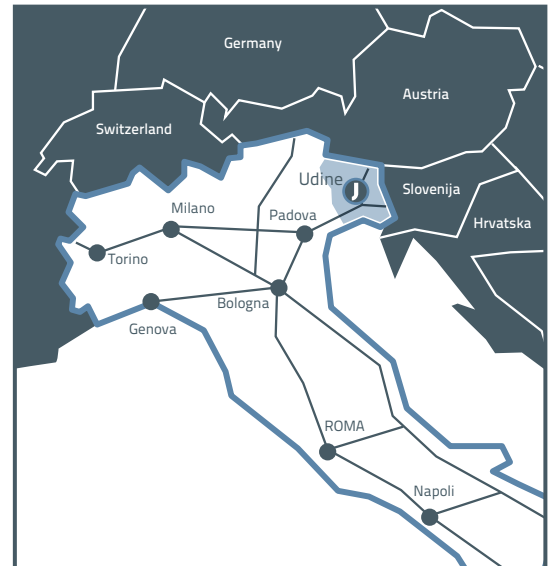 Germany
Austria
Switzerland
Udine
J
Slovenija
Milano
Padova
Hrvatska
Torino
Bologna
Genova
ROMA
Napoli